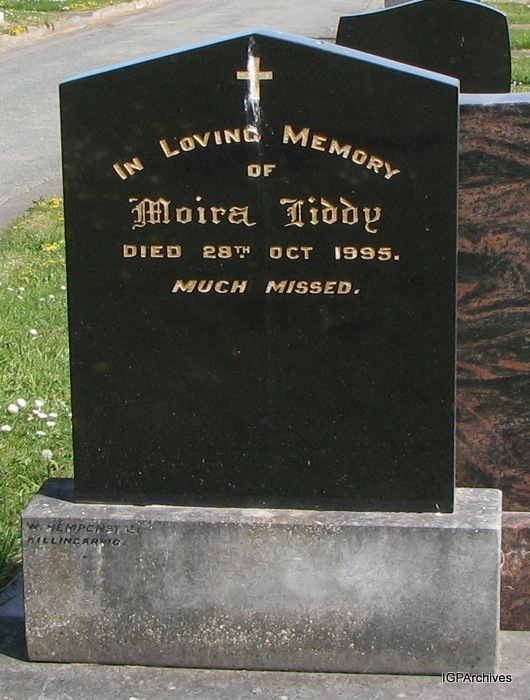 IN LOVING MEMORY
OF
Moira Liddy
DIED 28TH OCT 1995.
MUCH MISSED.
KILLINCARRIG.
IGPArchives